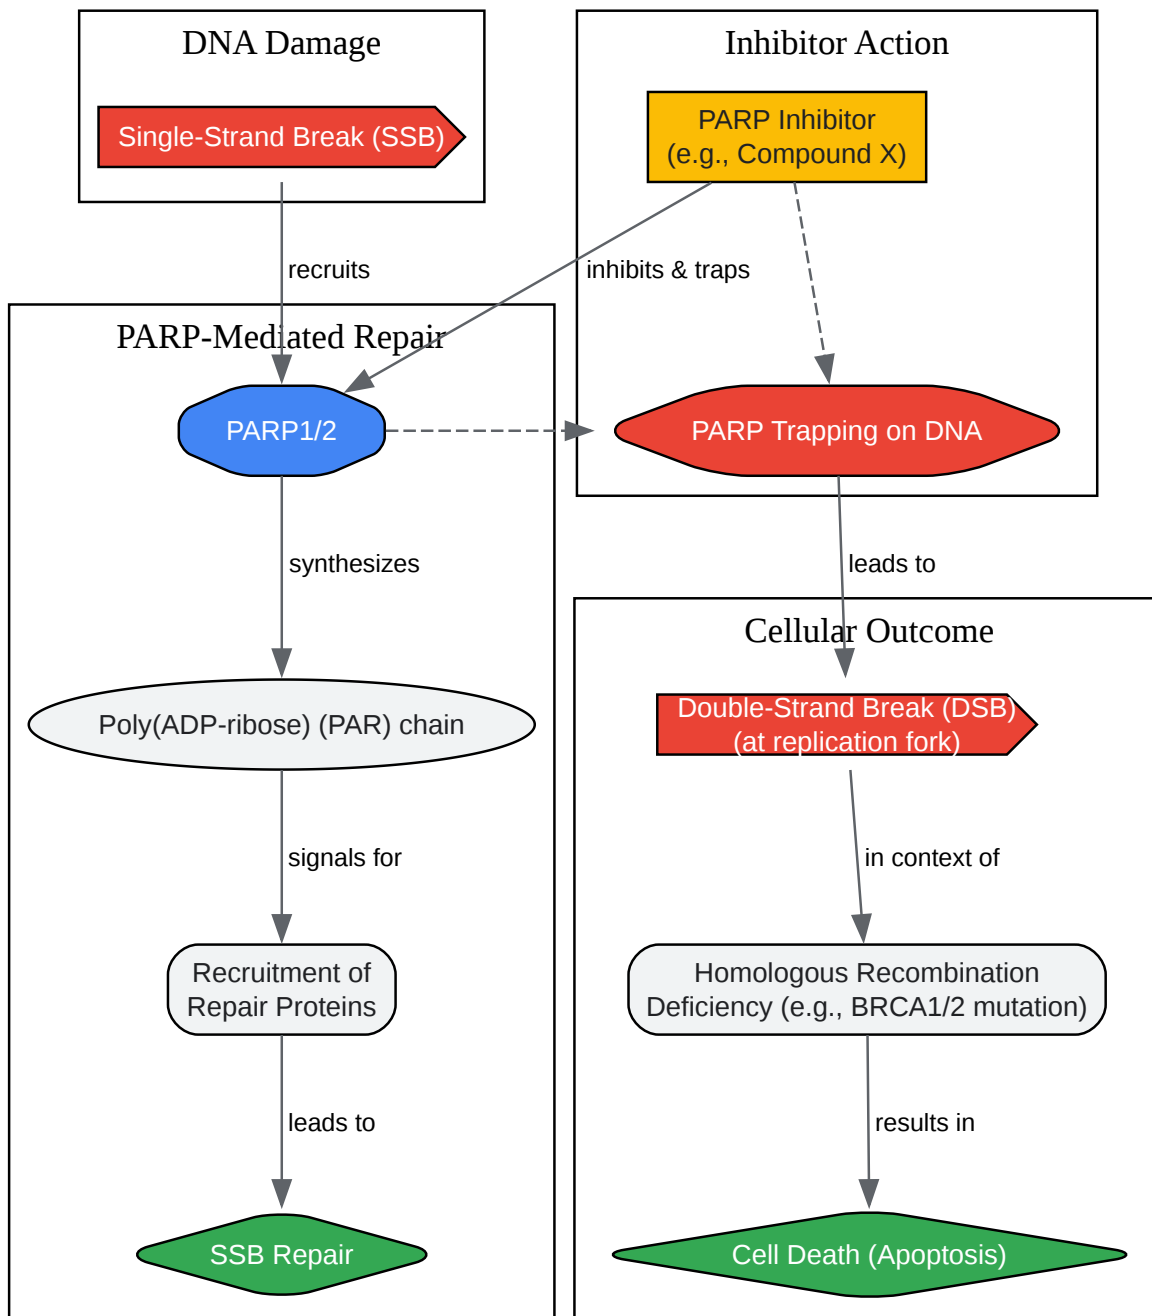 DNA Damage
Single-Strand Break (SSB)
recruits
Inhibitor Action
PARP Inhibitor
(e.g., Compound X)
inhibits & traps
PARP-Mediated Repair
PARP1/2
PARP Trapping on DNA
synthesizes
leads to
Poly(ADP-ribose) (PAR) chain
signals for
Recruitment of
Repair Proteins
leads to
SSB Repair
Cellular Outcome
Double-Strand Break (DSB)
(at replication fork)
in context of
Homologous Recombination
Deficiency (e.g., BRCA1/2 mutation)
results in
Cell Death (Apoptosis)